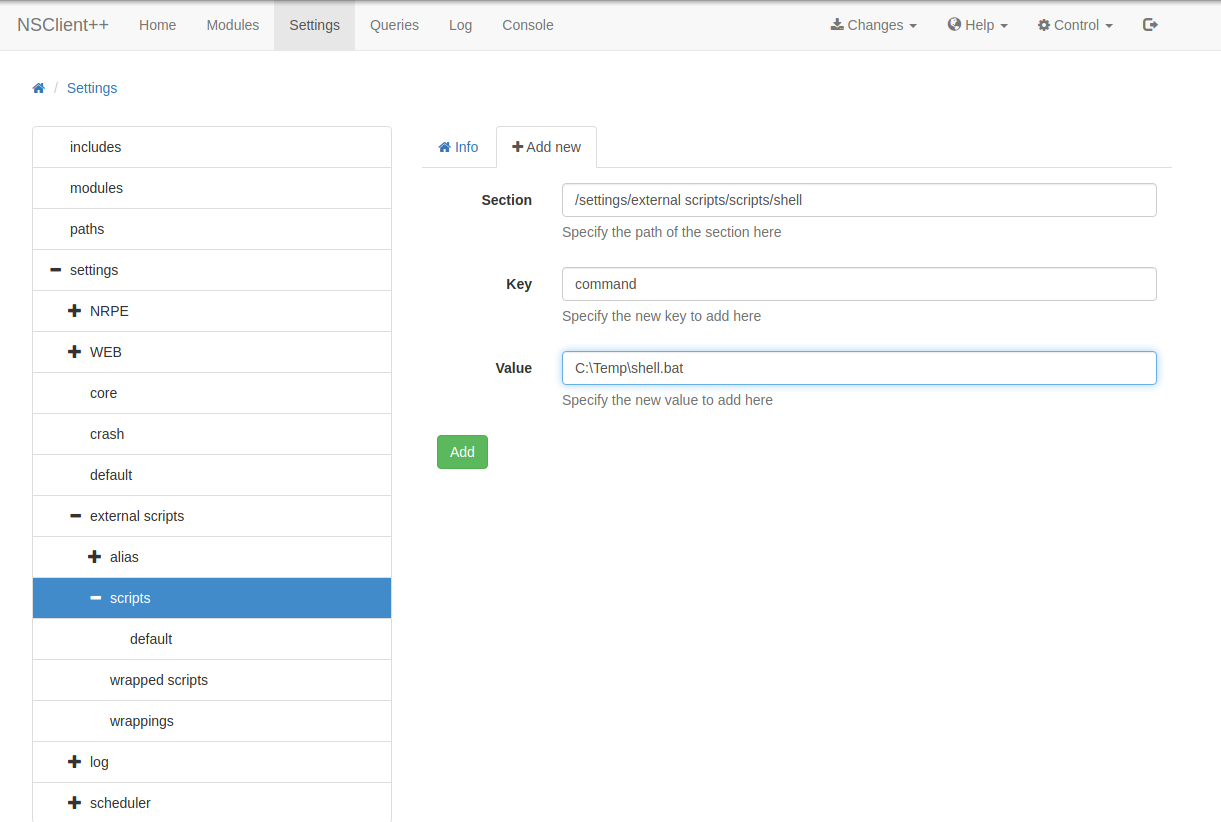 NSClient++ Home Modules Settings Queries Log Console Changes Help Control
/ Settings
includes
modules
paths
settings
NRPE
WEB
core
crash
default
external scripts
alias
scripts
default
wrapped scripts
wrappings
log
scheduler
Info Add new
Section /settings/external scripts/scripts/shell
Specify the path of the section here
Key command
Specify the new key to add here
Value C:\Temp\shell.bat
Specify the new value to add here
Add